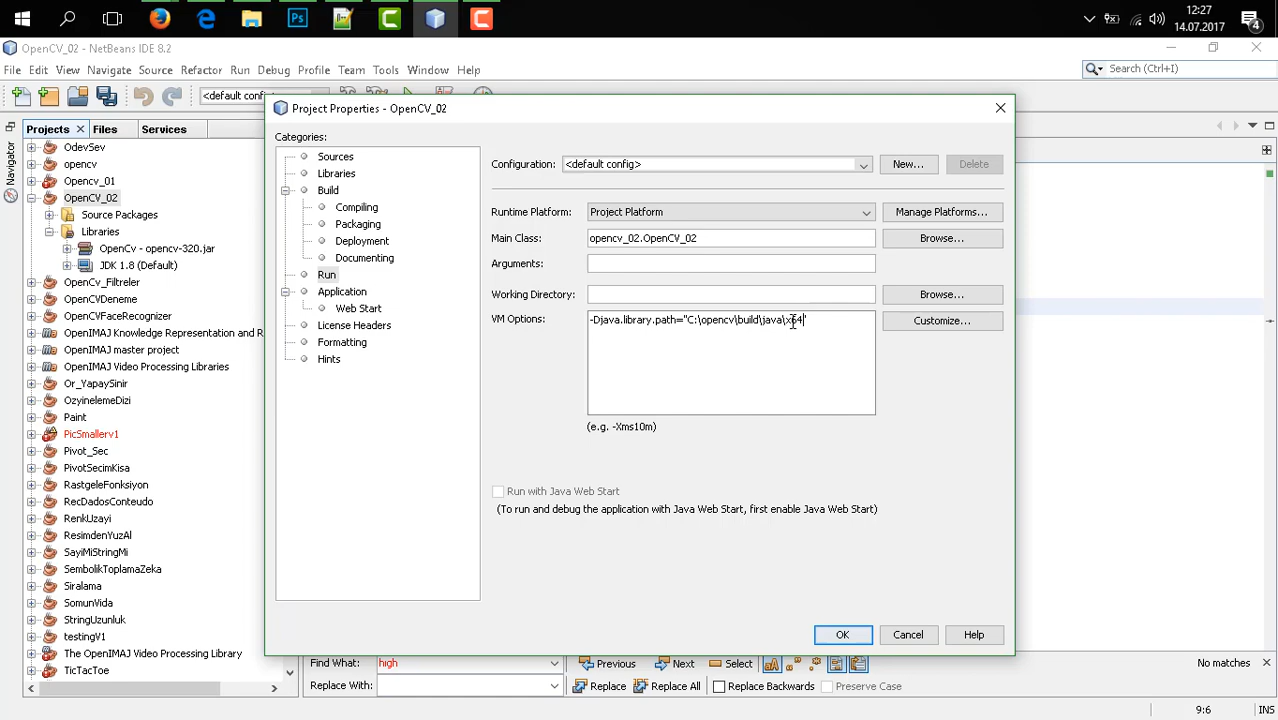 12:27
14.07.2017
4
OpenCV_02 - NetBeans IDE 8.2
File Edit View Navigate Source Refactor Run Debug Profile Team Tools Window Help
Search (Ctrl+I)
<default config>
Project Properties - OpenCV_02
Projects Files Services
Navigator
OdevSev
opencv
Opencv_01
OpenCV_02
Source Packages
Libraries
OpenCv - opencv-320.jar
JDK 1.8 (Default)
OpenCv_Filtreler
OpenCVDeneme
OpenCVFaceRecognizer
OpenIMAJ Knowledge Representation and R
OpenIMAJ master project
OpenIMAJ Video Processing Libraries
Or_YapaySinir
OzyinelemeDizi
Paint
PicSmallerv1
Pivot_Sec
PivotSecimKisa
RastgeleFonksiyon
RecDadosConteudo
RenkUzayi
ResimdenYuzAl
SayiMiStringMi
SembolikToplamaZeka
Siralama
SomunVida
StringUzunluk
testingV1
The OpenIMAJ Video Processing Library
TicTacToe
Categories:
Sources
Libraries
Build
Compiling
Packaging
Deployment
Documenting
Run
Application
Web Start
License Headers
Formatting
Hints
Configuration: <default config> New... Delete
Runtime Platform: Project Platform Manage Platforms...
Main Class: opencv_02.OpenCV_02 Browse...
Arguments:
Working Directory: Browse...
VM Options: -Djava.library.path="C:\opencv\build\java\x64" Customize...
(e.g. -Xms10m)
Run with Java Web Start
(To run and debug the application with Java Web Start, first enable Java Web Start)
OK Cancel Help
Find What: high Previous Next Select No matches
Replace With: Replace Replace All Replace Backwards Preserve Case
9:6 INS